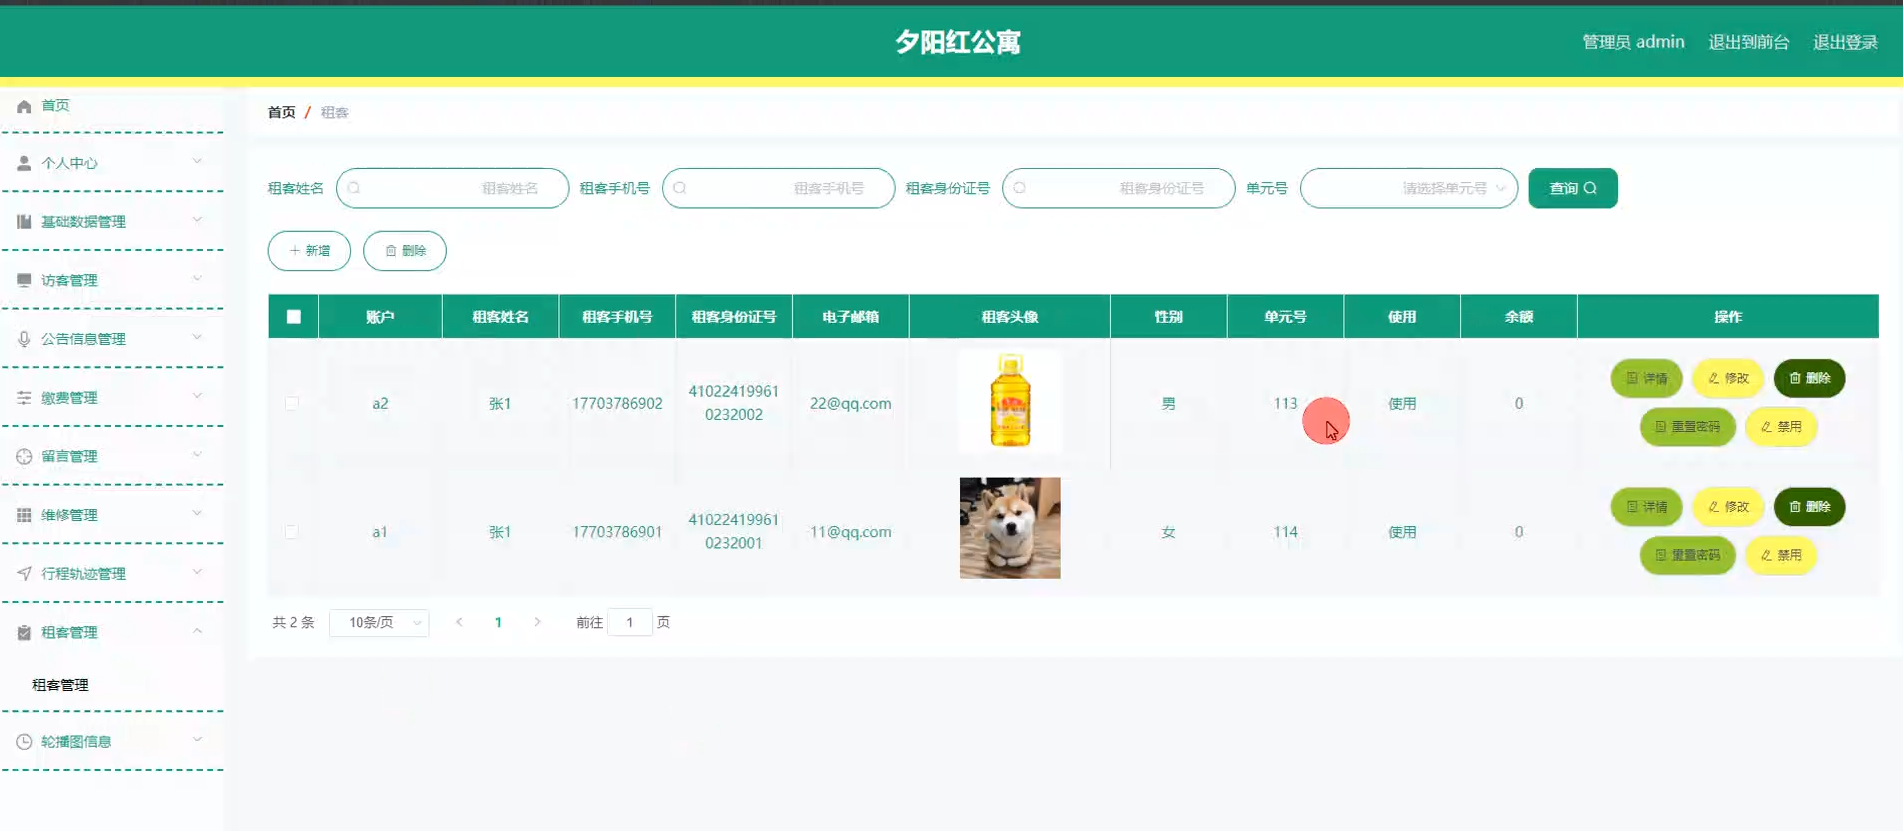 夕阳红公寓
管理员 admin 退出到前台 退出登录
首页
个人中心
基础数据管理
访客管理
公告信息管理
缴费管理
留言管理
维修管理
行程轨迹管理
租客管理
租客管理
轮播图信息
首页 / 租客
租客姓名 租客姓名 租客手机号 租客手机号 租客身份证号 租客身份证号 单元号 请选择单元号 查询
新增 删除
账户 租客姓名 租客手机号 租客身份证号 电子邮箱 租客头像 性别 单元号 使用 余额 操作
a2 张1 17703786902 41022419961 0232002 22@qq.com 男 113 使用 0 详情 修改 删除
重置密码 禁用
a1 张1 17703786901 41022419961 0232001 11@qq.com 女 114 使用 0 详情 修改 删除
重置密码 禁用
共 2 条 10条/页 1 前往 1 页